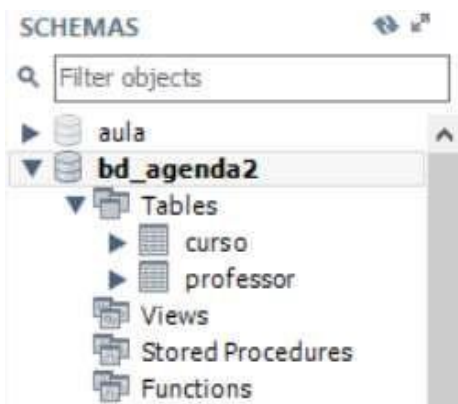 SCHEMAS
Filter objects
aula
bd_agenda2
Tables
curso
professor
Views
Stored Procedures
Functions